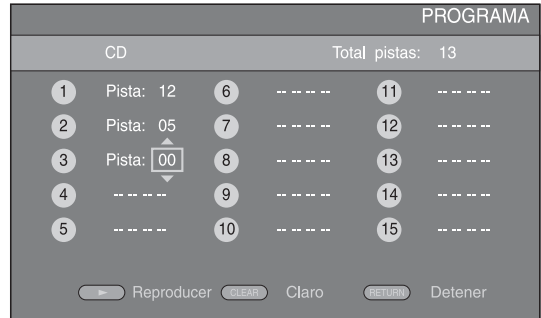 PROGRAMA
CD Total pistas: 13
1 Pista: 12 6 -- -- -- -- 11 -- -- -- --
2 Pista: 05 7 -- -- -- -- 12 -- -- -- --
3 Pista: 00 8 -- -- -- -- 13 -- -- -- --
4 -- -- -- -- 9 -- -- -- -- 14 -- -- -- --
5 -- -- -- -- 10 -- -- -- -- 15 -- -- -- --
Reproducer CLEAR Claro RETURN Detener